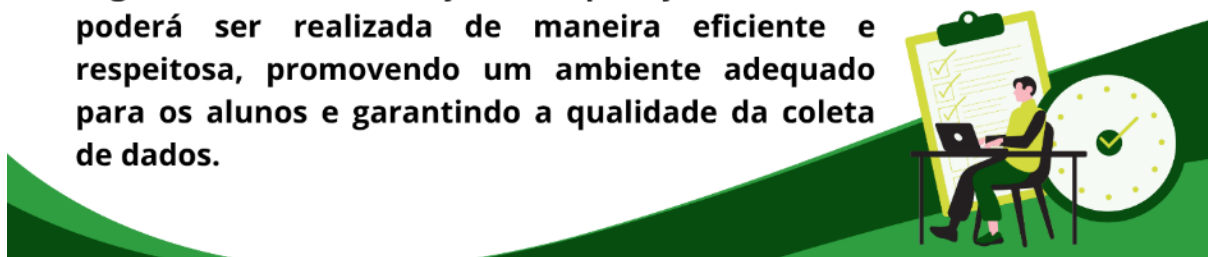 poderá ser realizada de maneira eficiente e
respeitosa, promovendo um ambiente adequado
para os alunos e garantindo a qualidade da coleta
de dados.